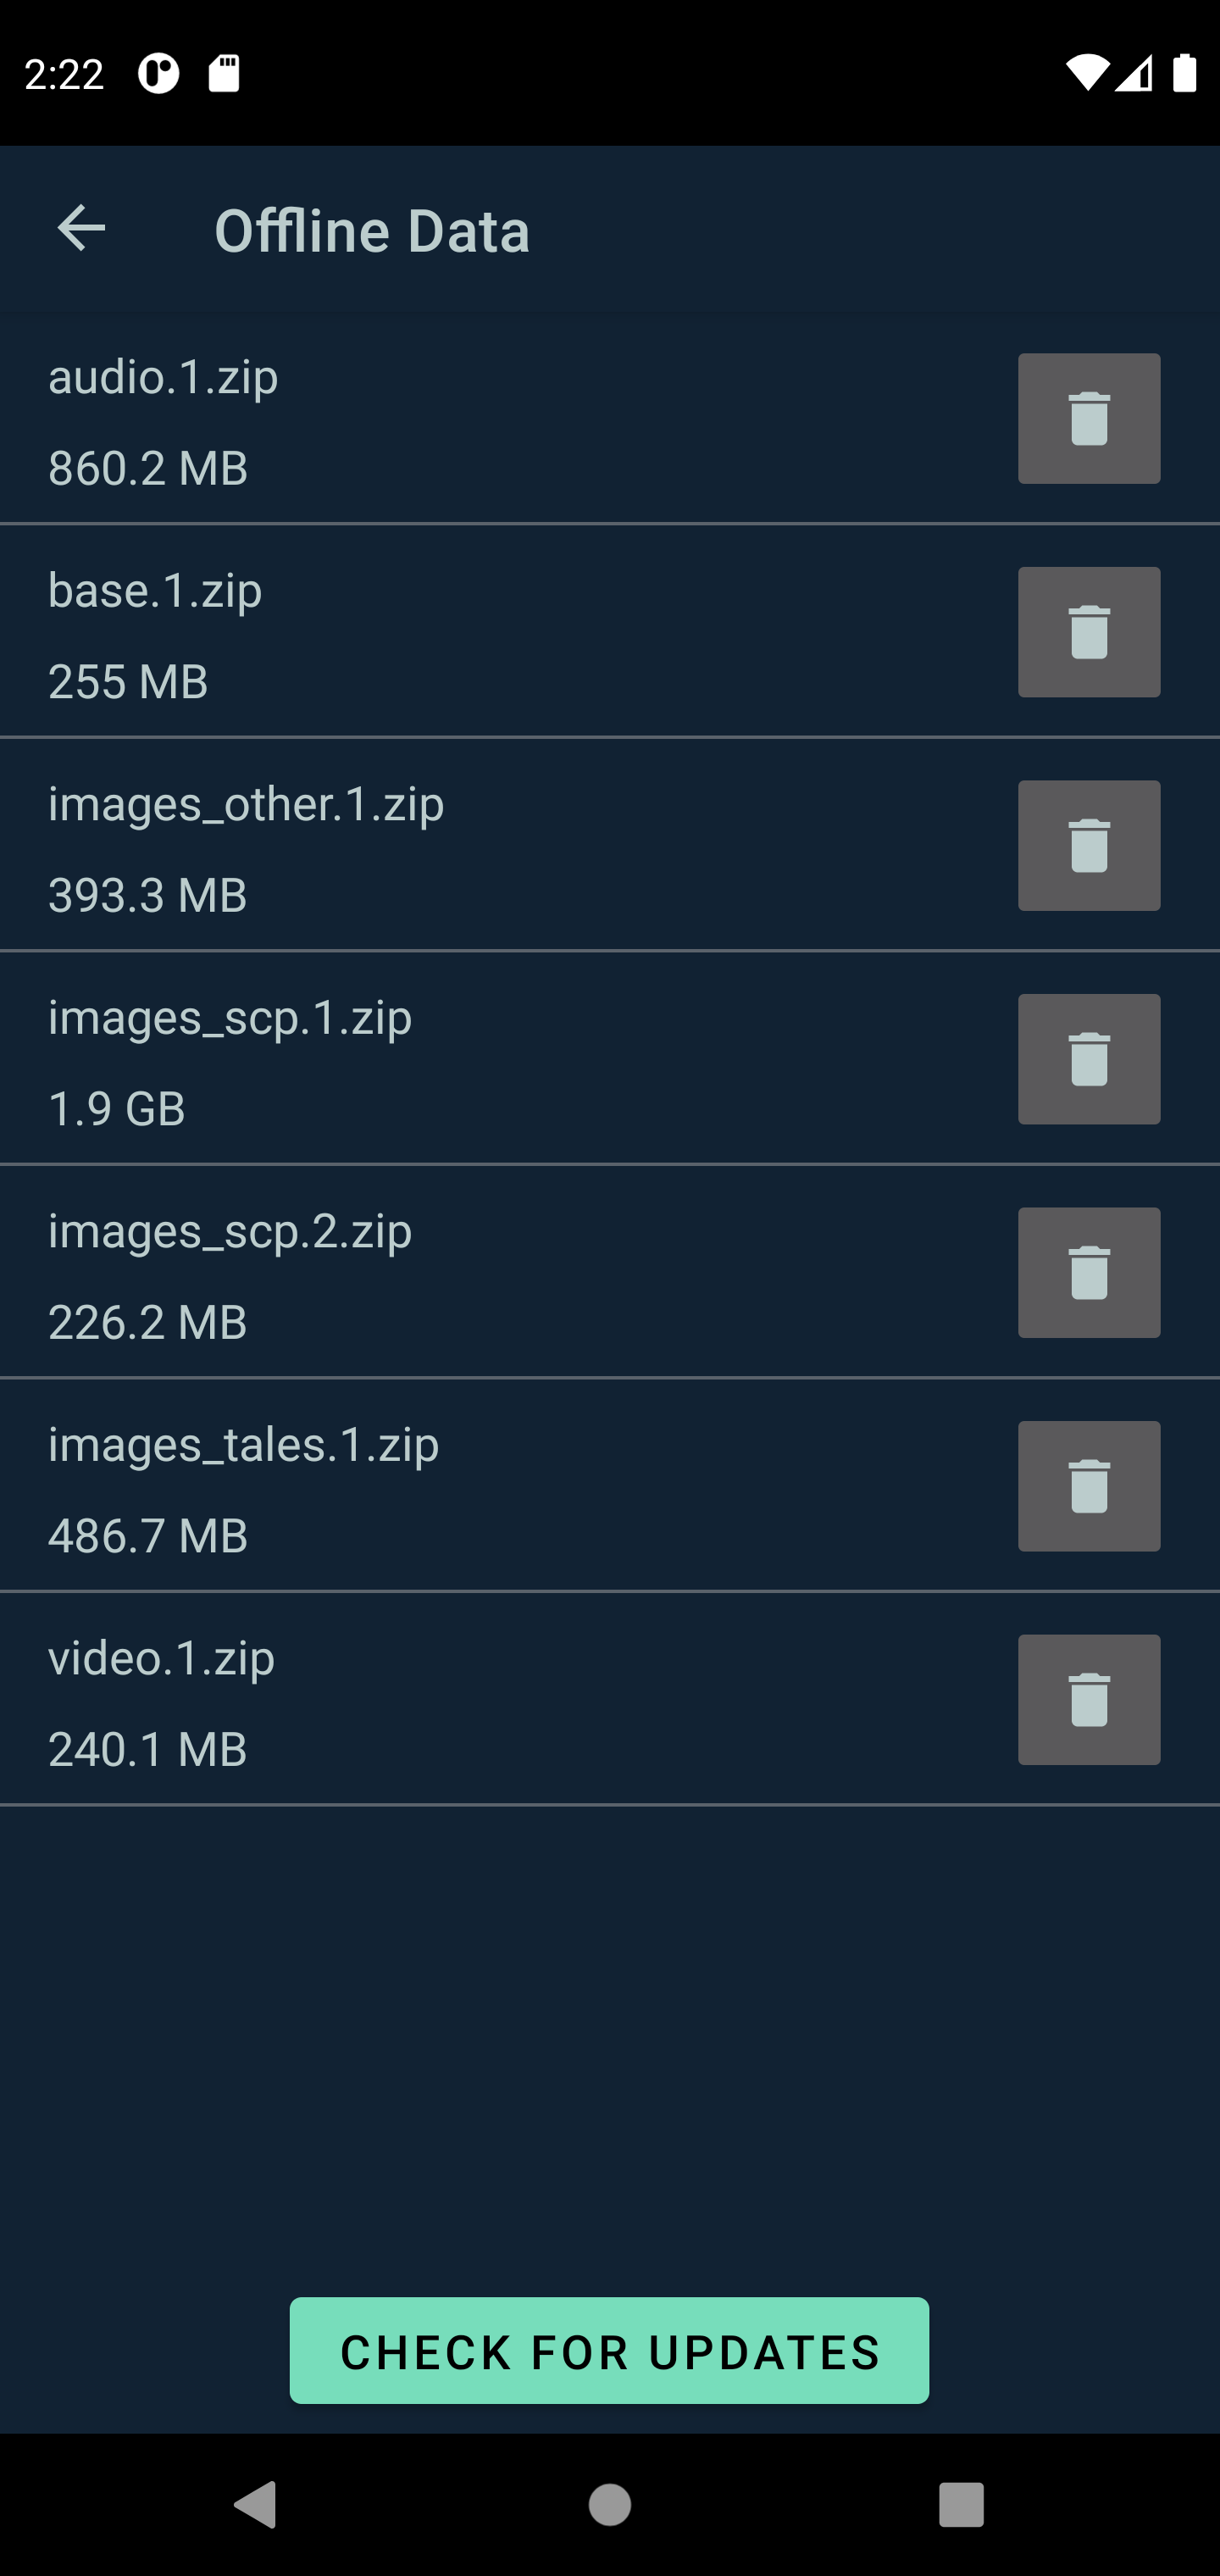 2:22
Offline Data
audio.1.zip
860.2 MB
base.1.zip
255 MB
images_other.1.zip
393.3 MB
images_scp.1.zip
1.9 GB
images_scp.2.zip
226.2 MB
images_tales.1.zip
486.7 MB
video.1.zip
240.1 MB
CHECK FOR UPDATES